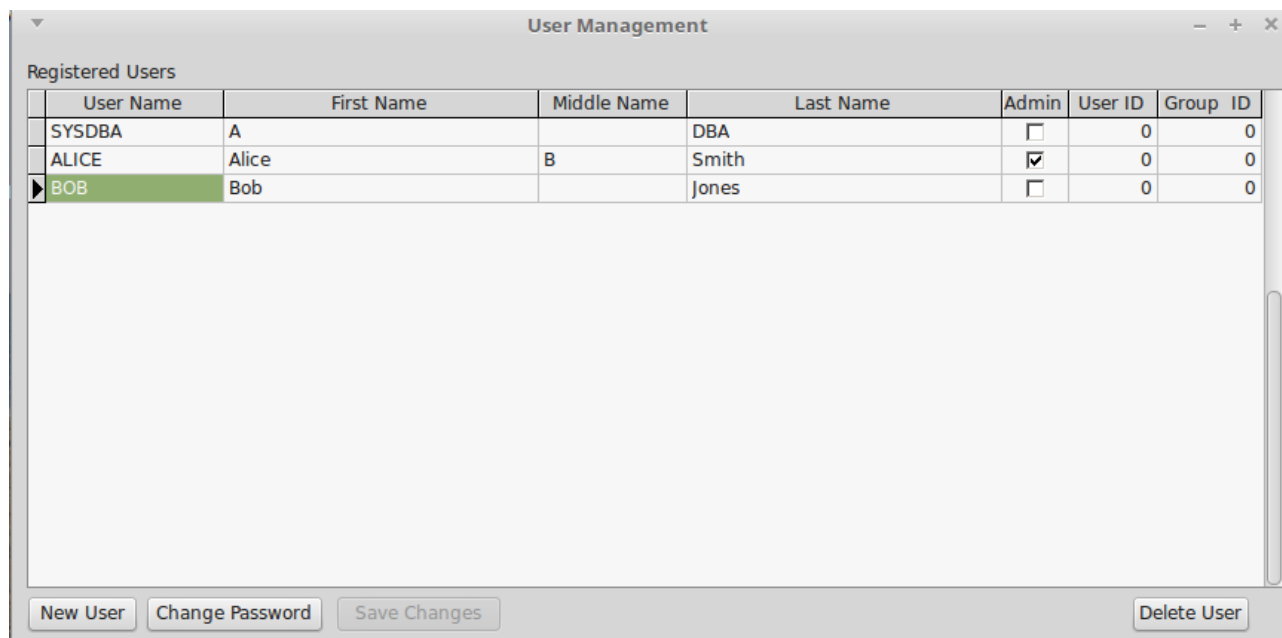 User Management
Registered Users
User Name First Name Middle Name Last Name Admin User ID Group ID
SYSDBA A DBA 0 0
ALICE Alice B Smith 0 0
BOB Bob Jones 0 0
New User Change Password Save Changes Delete User